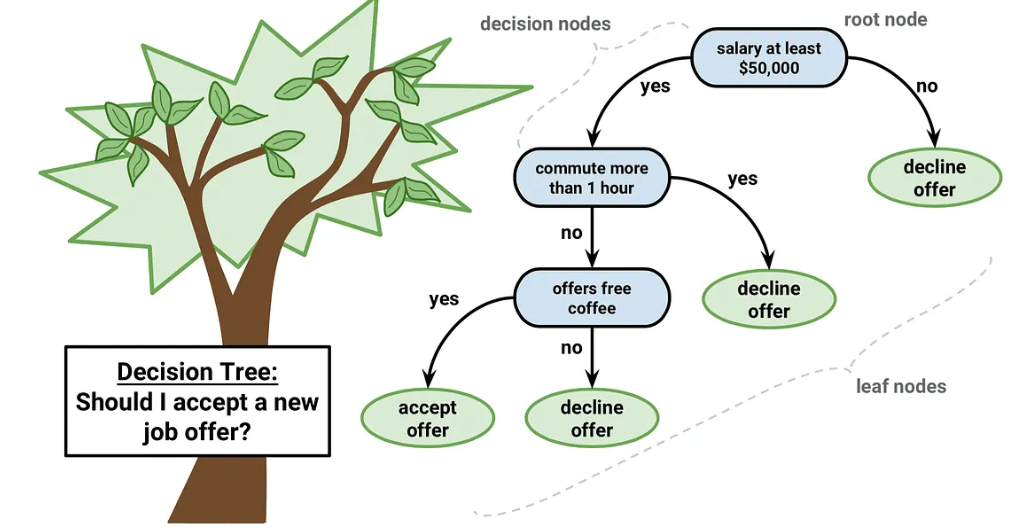 decision nodes
root node
salary at least
$50,000
yes
no
decline
offer
commute more
than 1 hour
yes
no
decline
offer
offers free
coffee
yes
no
accept
offer
decline
offer
leaf nodes
Decision Tree:
Should I accept a new
job offer?